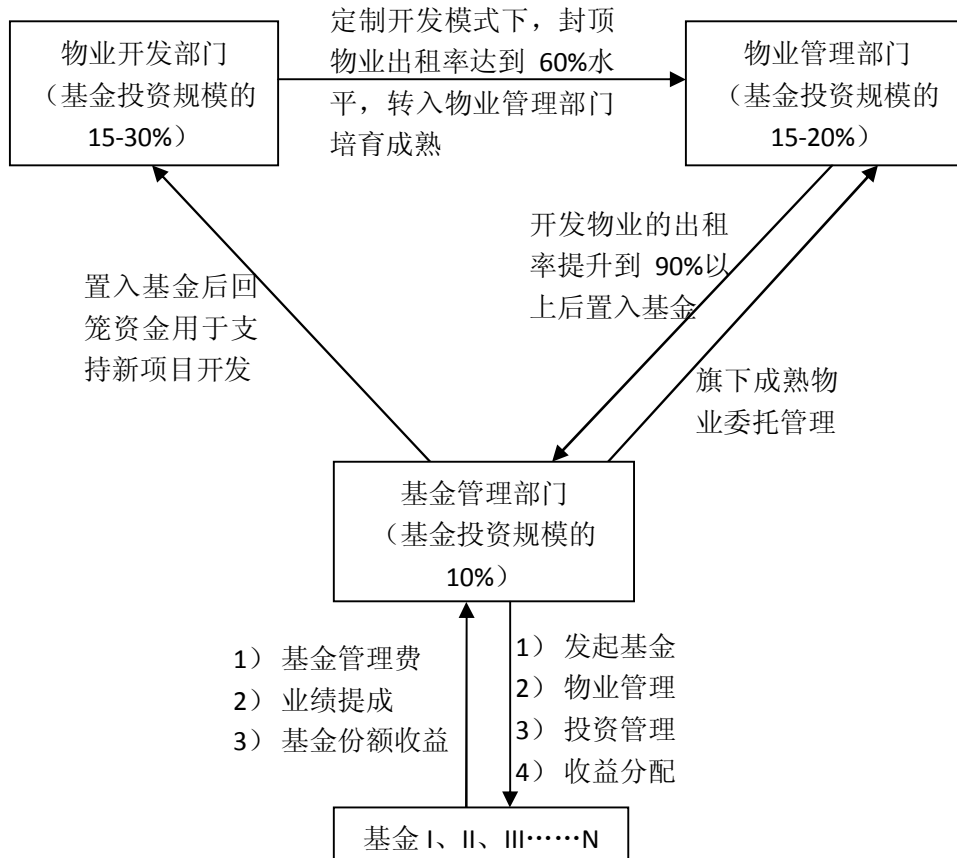 物业开发部门
（基金投资规模的
15-30%）
定制开发模式下，封顶
物业出租率达到 60%水
平，转入物业管理部门
培育成熟
物业管理部门
（基金投资规模的
15-20%）
置入基金后回
笼资金用于支
持新项目开发
开发物业的出租
率提升到 90%以
上后置入基金
旗下成熟物
业委托管理
基金管理部门
（基金投资规模的
10%）
1） 基金管理费
2） 业绩提成
3） 基金份额收益
1） 发起基金
2） 物业管理
3） 投资管理
4） 收益分配
基金 I、II、III……N